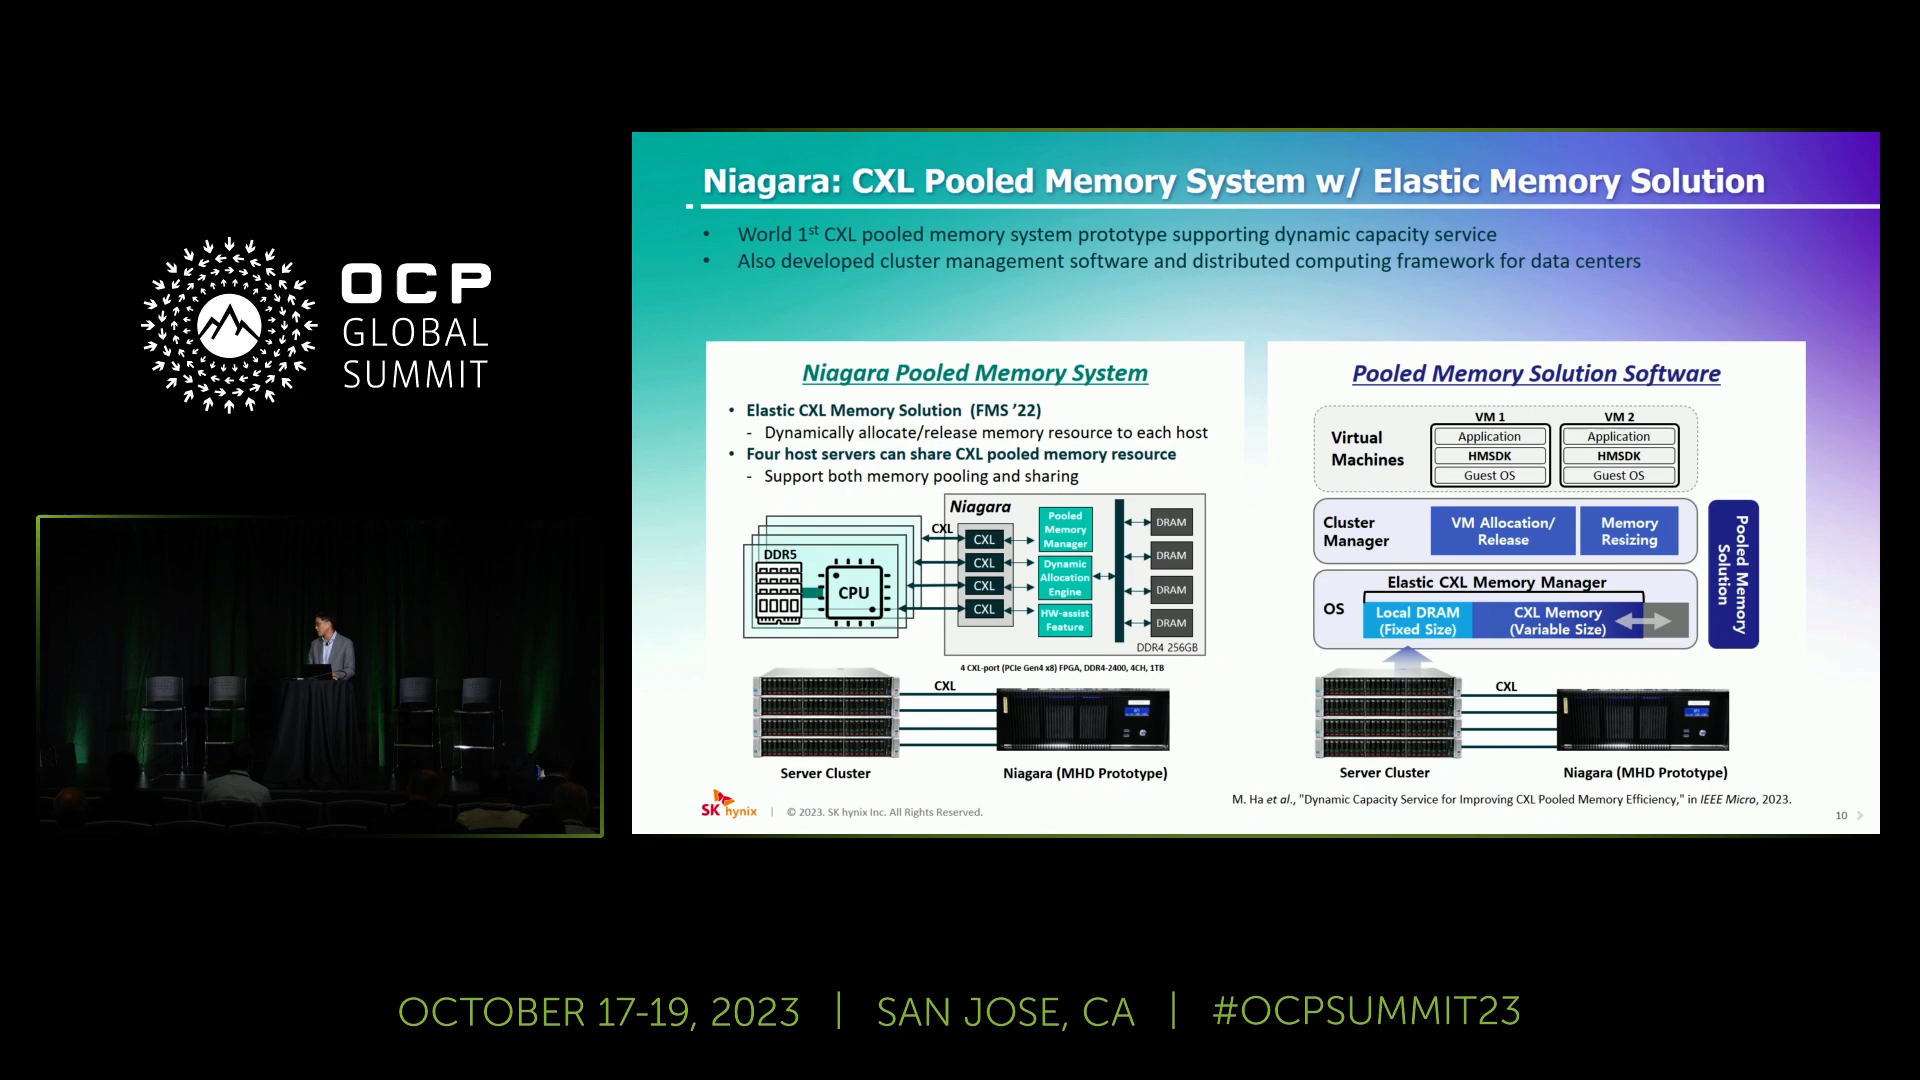 OCP
GLOBAL
SUMMIT
Niagara: CXL Pooled Memory System w/ Elastic Memory Solution
• World 1st CXL pooled memory system prototype supporting dynamic capacity service
• Also developed cluster management software and distributed computing framework for data centers
Niagara Pooled Memory System
• Elastic CXL Memory Solution (FMS ’22)
- Dynamically allocate/release memory resource to each host
• Four host servers can share CXL pooled memory resource
- Support both memory pooling and sharing
DDR5
CPU
CXL
Niagara
CXL
CXL
CXL
CXL
Pooled
Memory
Manager
Dynamic
Allocation
Engine
HW-assist
Feature
DRAM
DRAM
DRAM
DRAM
DDR4 256GB
4 CXL-port (PCIe Gen4 x8) FPGA, DDR4-2400, 4CH, 1TB
CXL
Server Cluster
Niagara (MHD Prototype)
Pooled Memory Solution Software
Virtual
Machines
VM 1
Application
HMSDK
Guest OS
VM 2
Application
HMSDK
Guest OS
Cluster
Manager
VM Allocation/
Release
Memory
Resizing
OS
Elastic CXL Memory Manager
Local DRAM
(Fixed Size)
CXL Memory
(Variable Size)
Pooled Memory
Solution
CXL
Server Cluster
Niagara (MHD Prototype)
M. Ha et al., "Dynamic Capacity Service for Improving CXL Pooled Memory Efficiency," in IEEE Micro, 2023.
SK hynix | © 2023. SK hynix Inc. All Rights Reserved.
10
OCTOBER 17-19, 2023 | SAN JOSE, CA | #OCPSUMMIT23